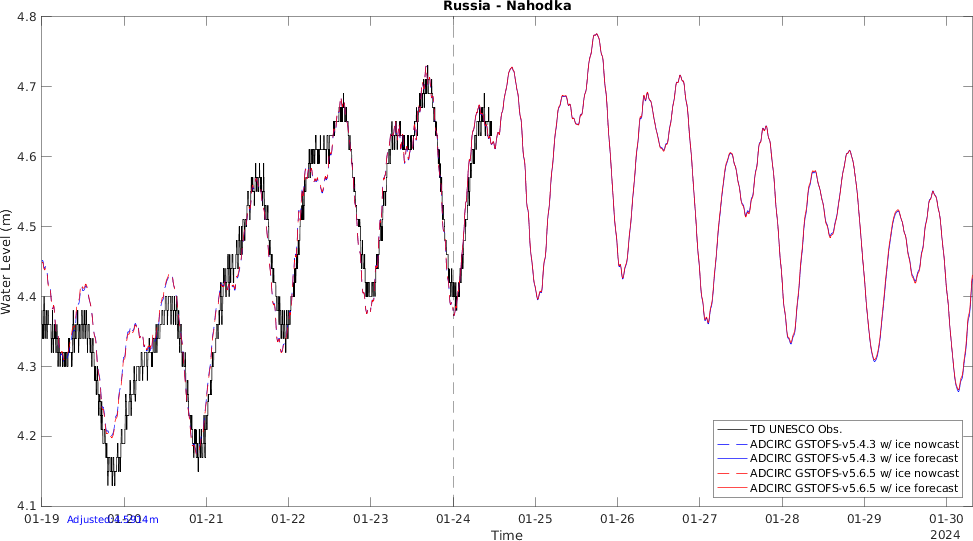 Russia - Nahodka
4.8
4.7
4.6
4.5
4.4
4.3
4.2
4.1
Water Level (m)
TD UNESCO Obs.
ADCIRC GSTOFS-v5.4.3 w/ ice nowcast
ADCIRC GSTOFS-v5.4.3 w/ ice forecast
ADCIRC GSTOFS-v5.6.5 w/ ice nowcast
ADCIRC GSTOFS-v5.6.5 w/ ice forecast
01-19 01-20 01-21 01-22 01-23 01-24 01-25 01-26 01-27 01-28 01-29 01-30
Time
2024